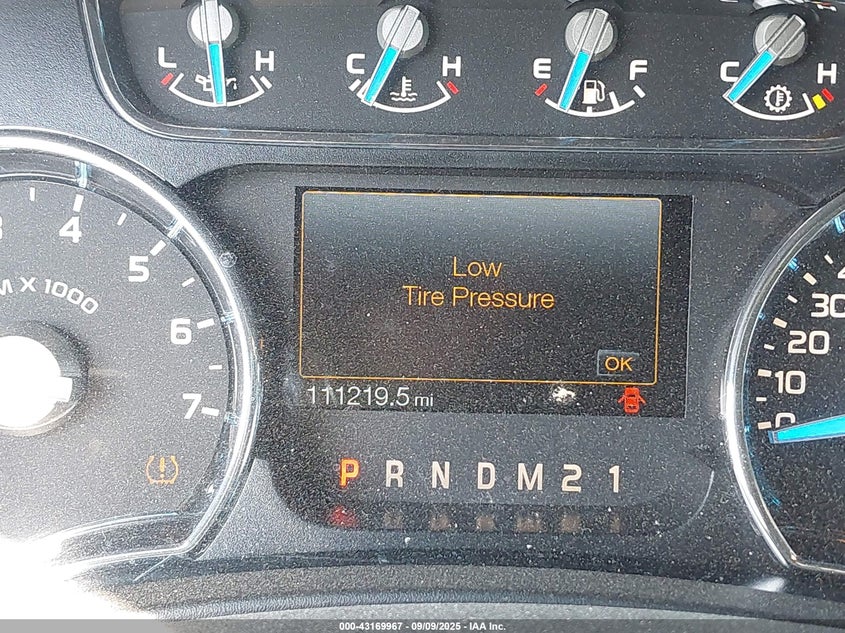 L H
C H
E F
C H
3 4 5 6 7
M X 1000
Low
Tire Pressure
OK
111219.5 mi
P R N D M 2 1
30
20
10
0
000-43169967 - 09/09/2025 - IAA Inc.